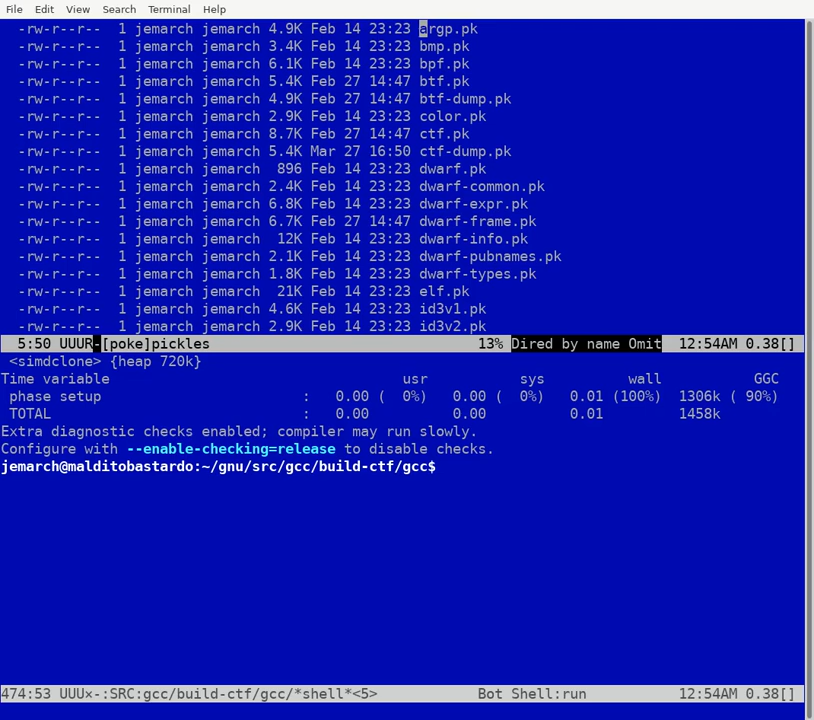 File Edit View Search Terminal Help
-rw-r--r-- 1 jemarch jemarch 4.9K Feb 14 23:23 argp.pk
-rw-r--r-- 1 jemarch jemarch 3.4K Feb 14 23:23 bmp.pk
-rw-r--r-- 1 jemarch jemarch 6.1K Feb 14 23:23 bpf.pk
-rw-r--r-- 1 jemarch jemarch 5.4K Feb 27 14:47 btf.pk
-rw-r--r-- 1 jemarch jemarch 4.9K Feb 27 14:47 btf-dump.pk
-rw-r--r-- 1 jemarch jemarch 2.9K Feb 14 23:23 color.pk
-rw-r--r-- 1 jemarch jemarch 8.7K Feb 27 14:47 ctf.pk
-rw-r--r-- 1 jemarch jemarch 5.4K Mar 27 16:50 ctf-dump.pk
-rw-r--r-- 1 jemarch jemarch  896 Feb 14 23:23 dwarf.pk
-rw-r--r-- 1 jemarch jemarch 2.4K Feb 14 23:23 dwarf-common.pk
-rw-r--r-- 1 jemarch jemarch 6.8K Feb 14 23:23 dwarf-expr.pk
-rw-r--r-- 1 jemarch jemarch 6.7K Feb 27 14:47 dwarf-frame.pk
-rw-r--r-- 1 jemarch jemarch  12K Feb 14 23:23 dwarf-info.pk
-rw-r--r-- 1 jemarch jemarch 2.1K Feb 14 23:23 dwarf-pubnames.pk
-rw-r--r-- 1 jemarch jemarch 1.8K Feb 14 23:23 dwarf-types.pk
-rw-r--r-- 1 jemarch jemarch  21K Feb 14 23:23 elf.pk
-rw-r--r-- 1 jemarch jemarch 4.6K Feb 14 23:23 id3v1.pk
-rw-r--r-- 1 jemarch jemarch 2.9K Feb 14 23:23 id3v2.pk
5:50 UUUR-[poke]pickles 13% Dired by name Omit 12:54AM 0.38[]
<simdclone> {heap 720k}
Time variable usr sys wall GGC
phase setup : 0.00 (  0%) 0.00 (  0%) 0.01 (100%) 1306k ( 90%)
TOTAL : 0.00 0.00 0.01 1458k
Extra diagnostic checks enabled; compiler may run slowly.
Configure with --enable-checking=release to disable checks.
jemarch@malditobastardo:~/gnu/src/gcc/build-ctf/gcc$
474:53 UUU×-:SRC:gcc/build-ctf/gcc/*shell*<5> Bot Shell:run 12:54AM 0.38[]